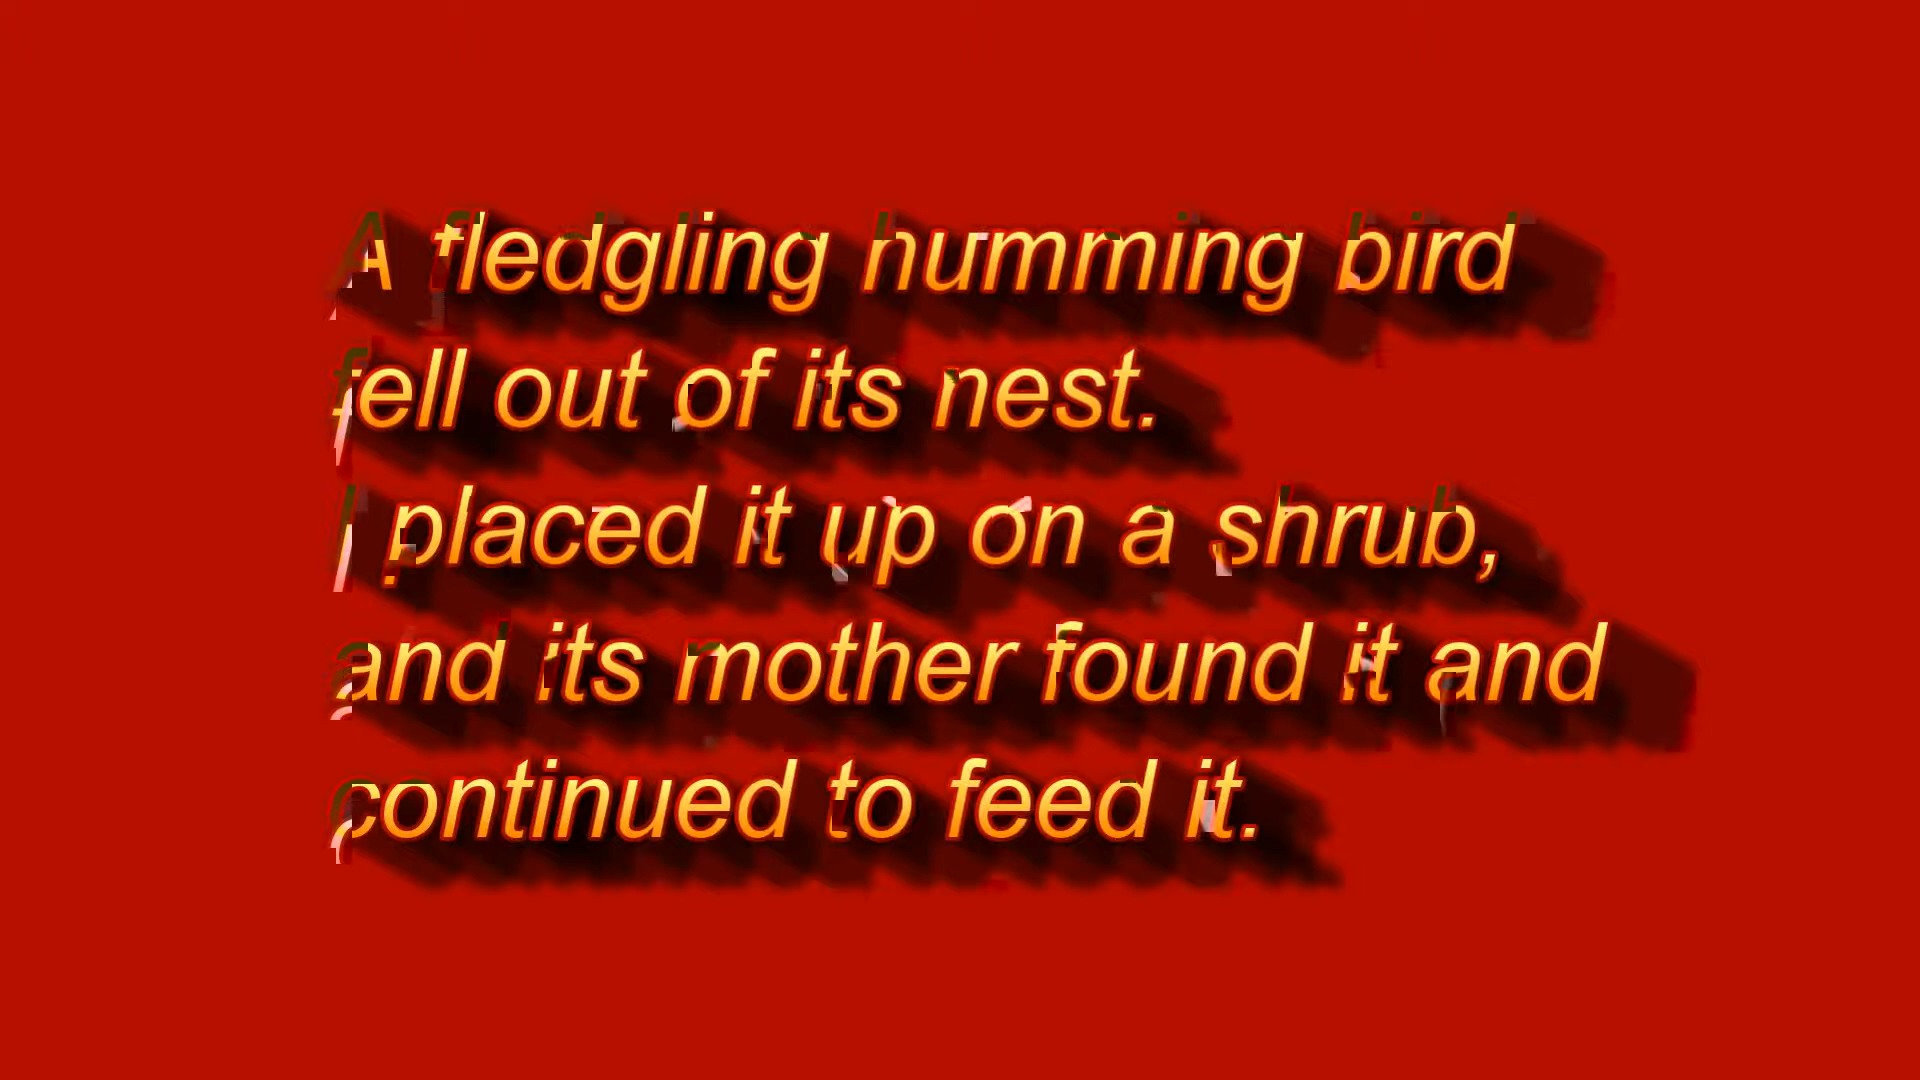 A fledgling humming bird
fell out of its nest.
I placed it up on a shrub,
and its mother found it and
continued to feed it.